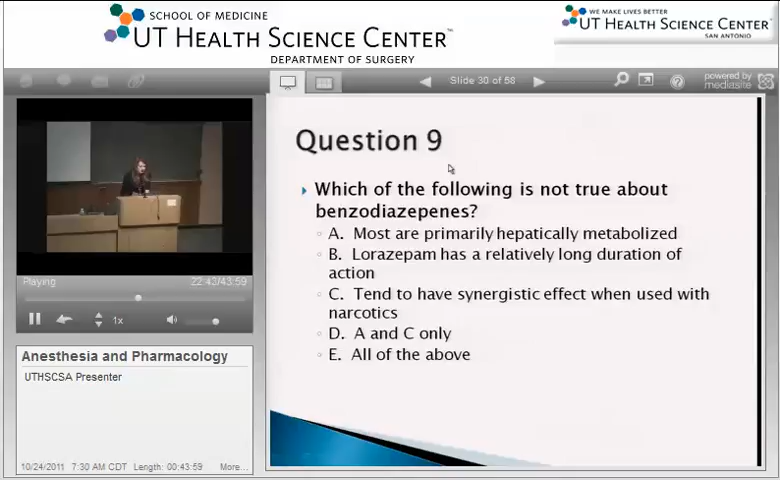 SCHOOL OF MEDICINE
UT HEALTH SCIENCE CENTER™
DEPARTMENT OF SURGERY
WE MAKE LIVES BETTER
UT HEALTH SCIENCE CENTER
SAN ANTONIO
Slide 30 of 58
powered by
mediasite
Question 9
Which of the following is not true about
benzodiazepenes?
A. Most are primarily hepatically metabolized
B. Lorazepam has a relatively long duration of
action
C. Tend to have synergistic effect when used with
narcotics
D. A and C only
E. All of the above
Playing
22:43/43:59
1x
Anesthesia and Pharmacology
UTHSCSA Presenter
10/24/2011 7:30 AM CDT Length: 00:43:59 More...